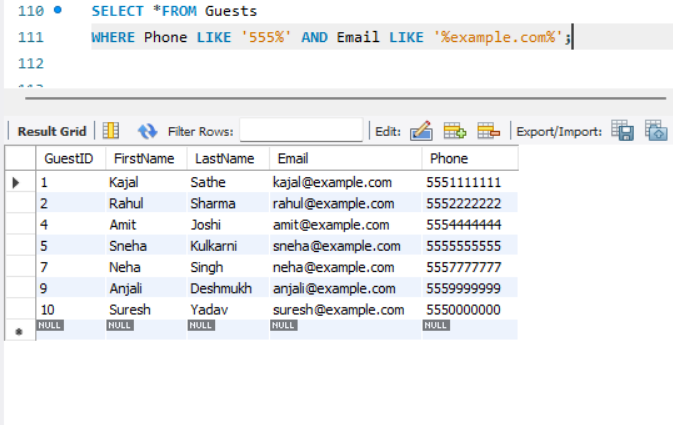 110 SELECT *FROM Guests
111 WHERE Phone LIKE '555%' AND Email LIKE '%example.com%';
112
Result Grid Filter Rows: Edit: Export/Import:
GuestID FirstName LastName Email Phone
1 Kajal Sathe kajal@example.com 5551111111
2 Rahul Sharma rahul@example.com 5552222222
4 Amit Joshi amit@example.com 5554444444
5 Sneha Kulkarni sneha@example.com 5555555555
7 Neha Singh neha@example.com 5557777777
9 Anjali Deshmukh anjali@example.com 5559999999
10 Suresh Yadav suresh@example.com 5550000000
NULL NULL NULL NULL NULL